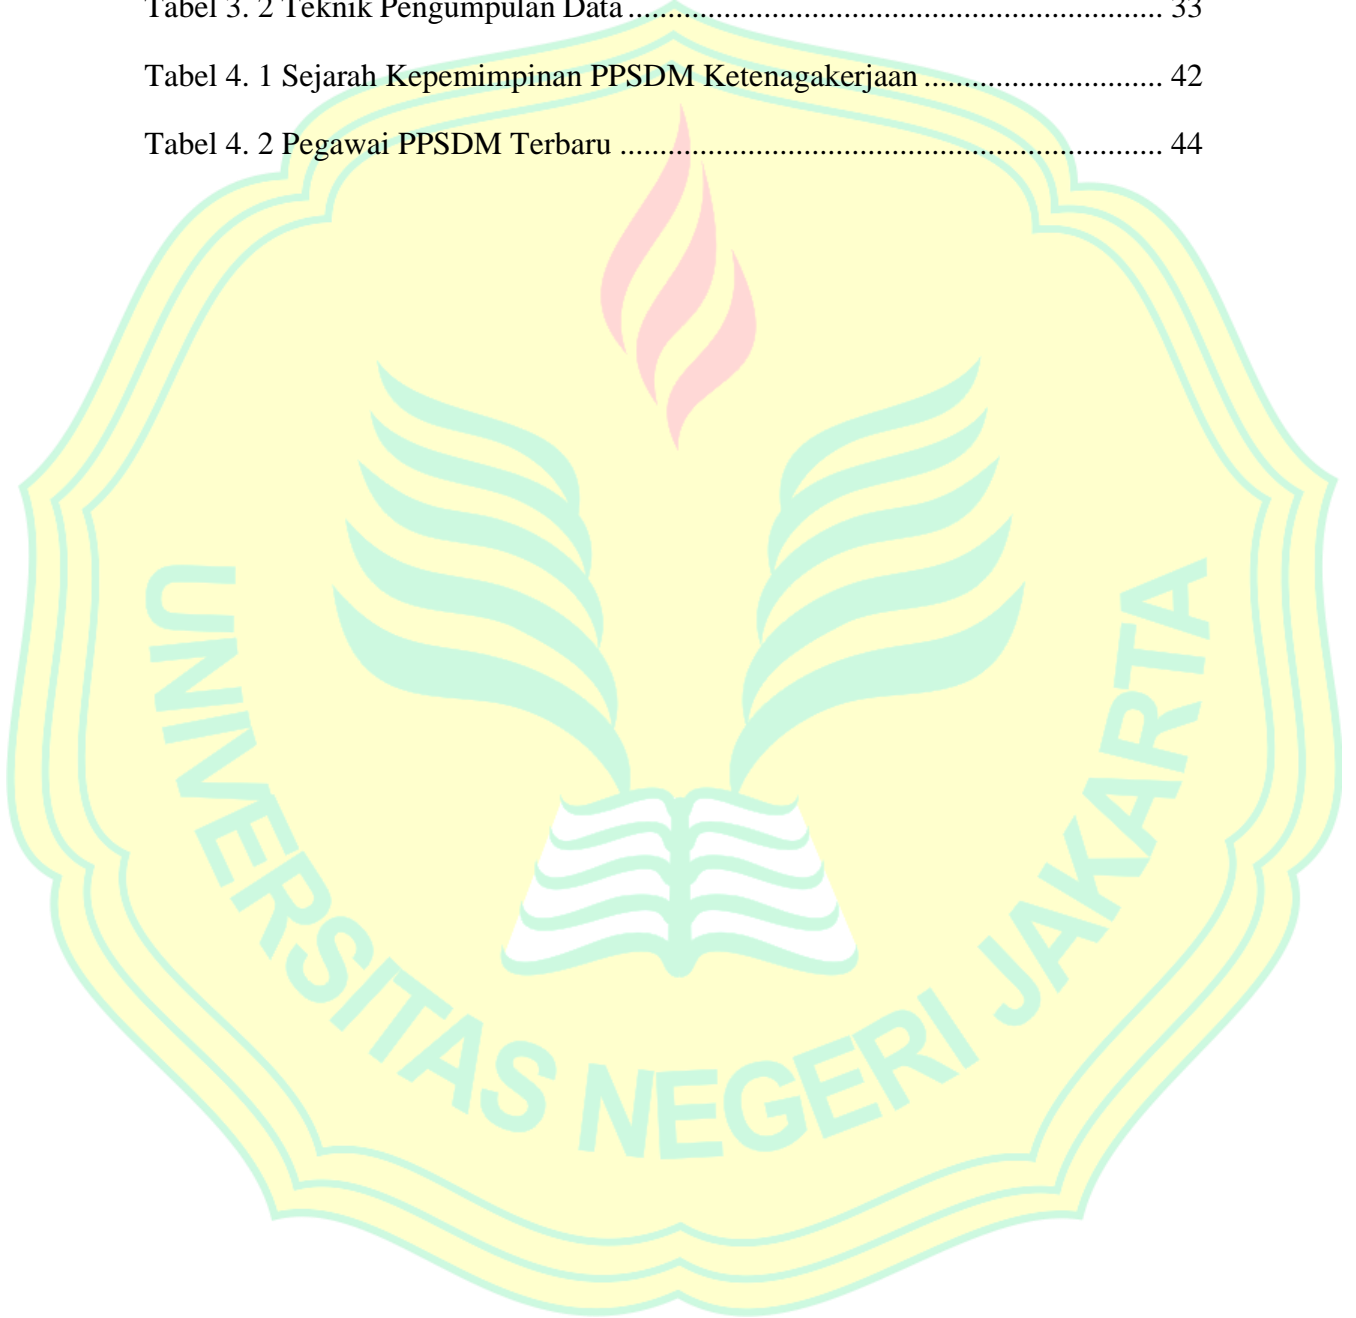 Tabel 3. 2 Teknik Pengumpulan Data .................................................................. 33
Tabel 4. 1 Sejarah Kepemimpinan PPSDM Ketenagakerjaan ............................. 42
Tabel 4. 2 Pegawai PPSDM Terbaru ................................................................... 44
UNIVERSITAS NEGERI JAKARTA